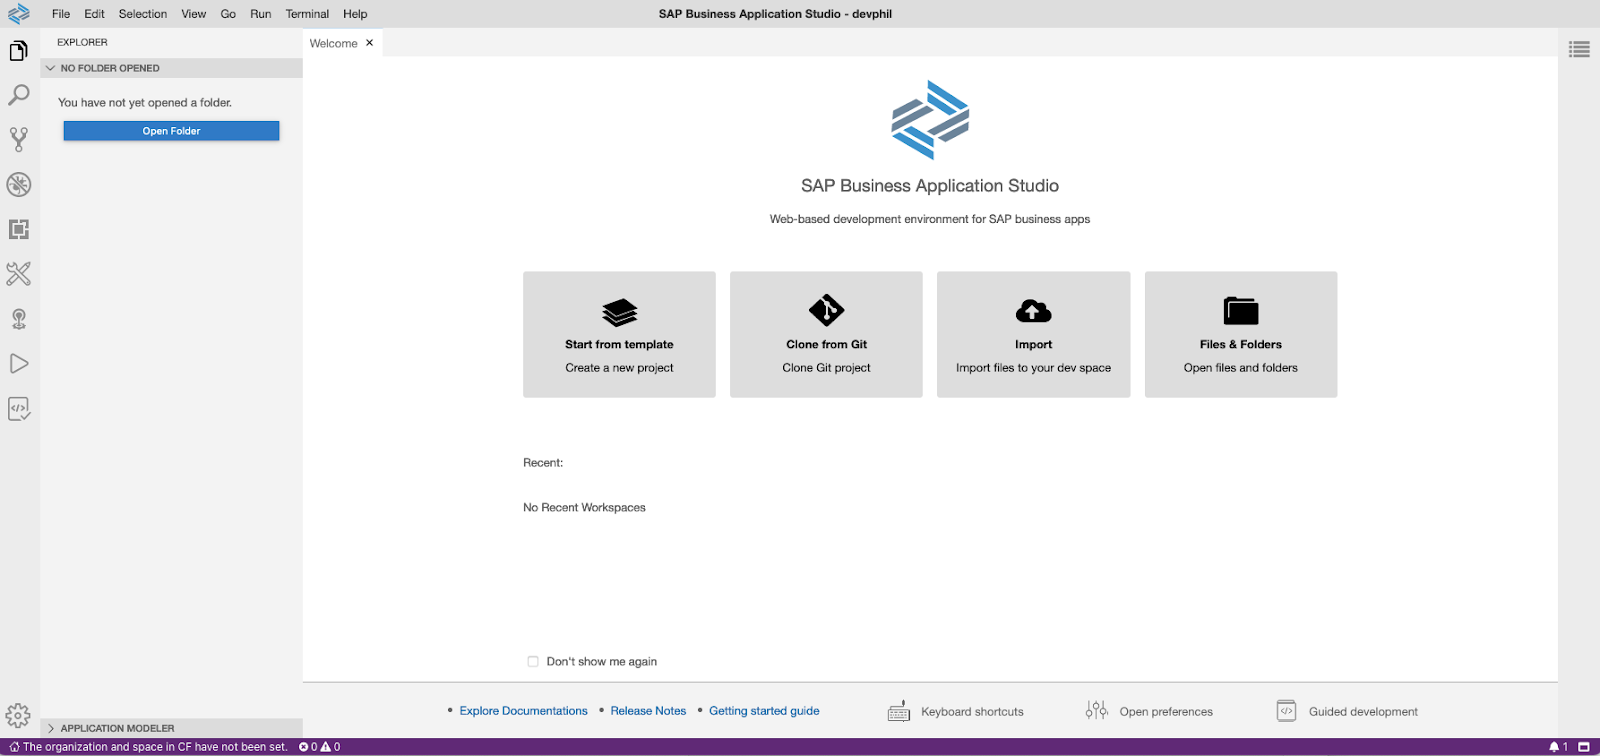 File Edit Selection View Go Run Terminal Help
SAP Business Application Studio - devphil
EXPLORER
NO FOLDER OPENED
You have not yet opened a folder.
Open Folder
Welcome
SAP Business Application Studio
Web-based development environment for SAP business apps
Start from template
Create a new project
Clone from Git
Clone Git project
Import
Import files to your dev space
Files & Folders
Open files and folders
Recent:
No Recent Workspaces
Don't show me again
• Explore Documentations • Release Notes • Getting started guide
Keyboard shortcuts
Open preferences
Guided development
APPLICATION MODELER
The organization and space in CF have not been set. 0 0
1